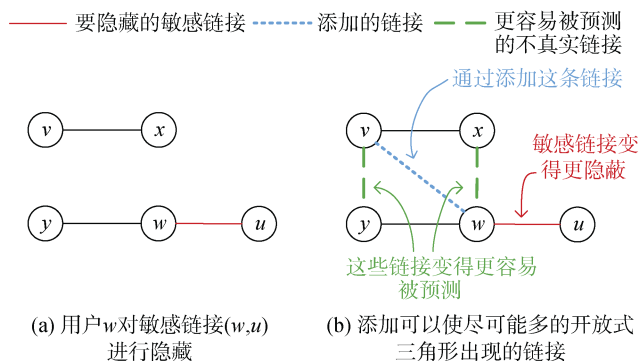 要隐藏的敏感链接
添加的链接
更容易被预测
的不真实链接
通过添加这条链接
v
x
y
w
u
v
x
敏感链接变
得更隐蔽
y
w
u
这些链接变得更容易
被预测
(a) 用户w对敏感链接(w,u)
进行隐藏
(b) 添加可以使尽可能多的开放式
三角形出现的链接